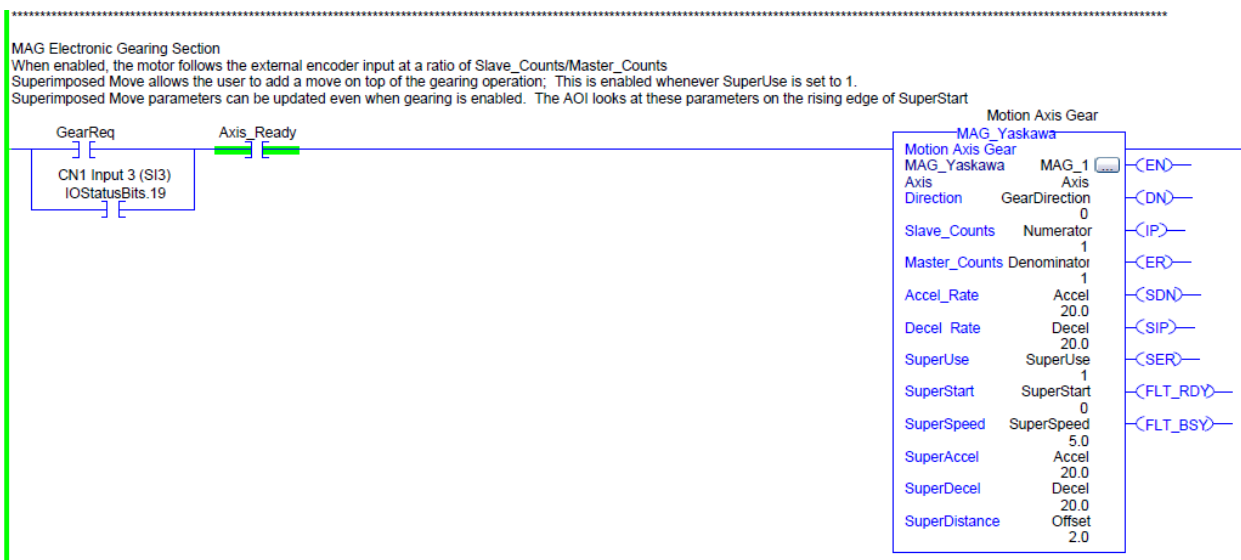 MAG Electronic Gearing Section
When enabled, the motor follows the external encoder input at a ratio of Slave_Counts/Master_Counts
Superimposed Move allows the user to add a move on top of the gearing operation;  This is enabled whenever SuperUse is set to 1.
Superimposed Move parameters can be updated even when gearing is enabled.  The AOI looks at these parameters on the rising edge of SuperStart
GearReq
Axis_Ready
CN1 Input 3 (SI3)
IOStatusBits.19
Motion Axis Gear
MAG_Yaskawa
Motion Axis Gear
MAG_Yaskawa MAG_1 ... EN
Axis Axis
Direction GearDirection DN
0
Slave_Counts Numerator IP
1
Master_Counts Denominator ER
1
Accel_Rate Accel SDN
20.0
Decel_Rate Decel SIP
20.0
SuperUse SuperUse SER
1
SuperStart SuperStart FLT_RDY
0
SuperSpeed SuperSpeed FLT_BSY
5.0
SuperAccel Accel
20.0
SuperDecel Decel
20.0
SuperDistance Offset
2.0